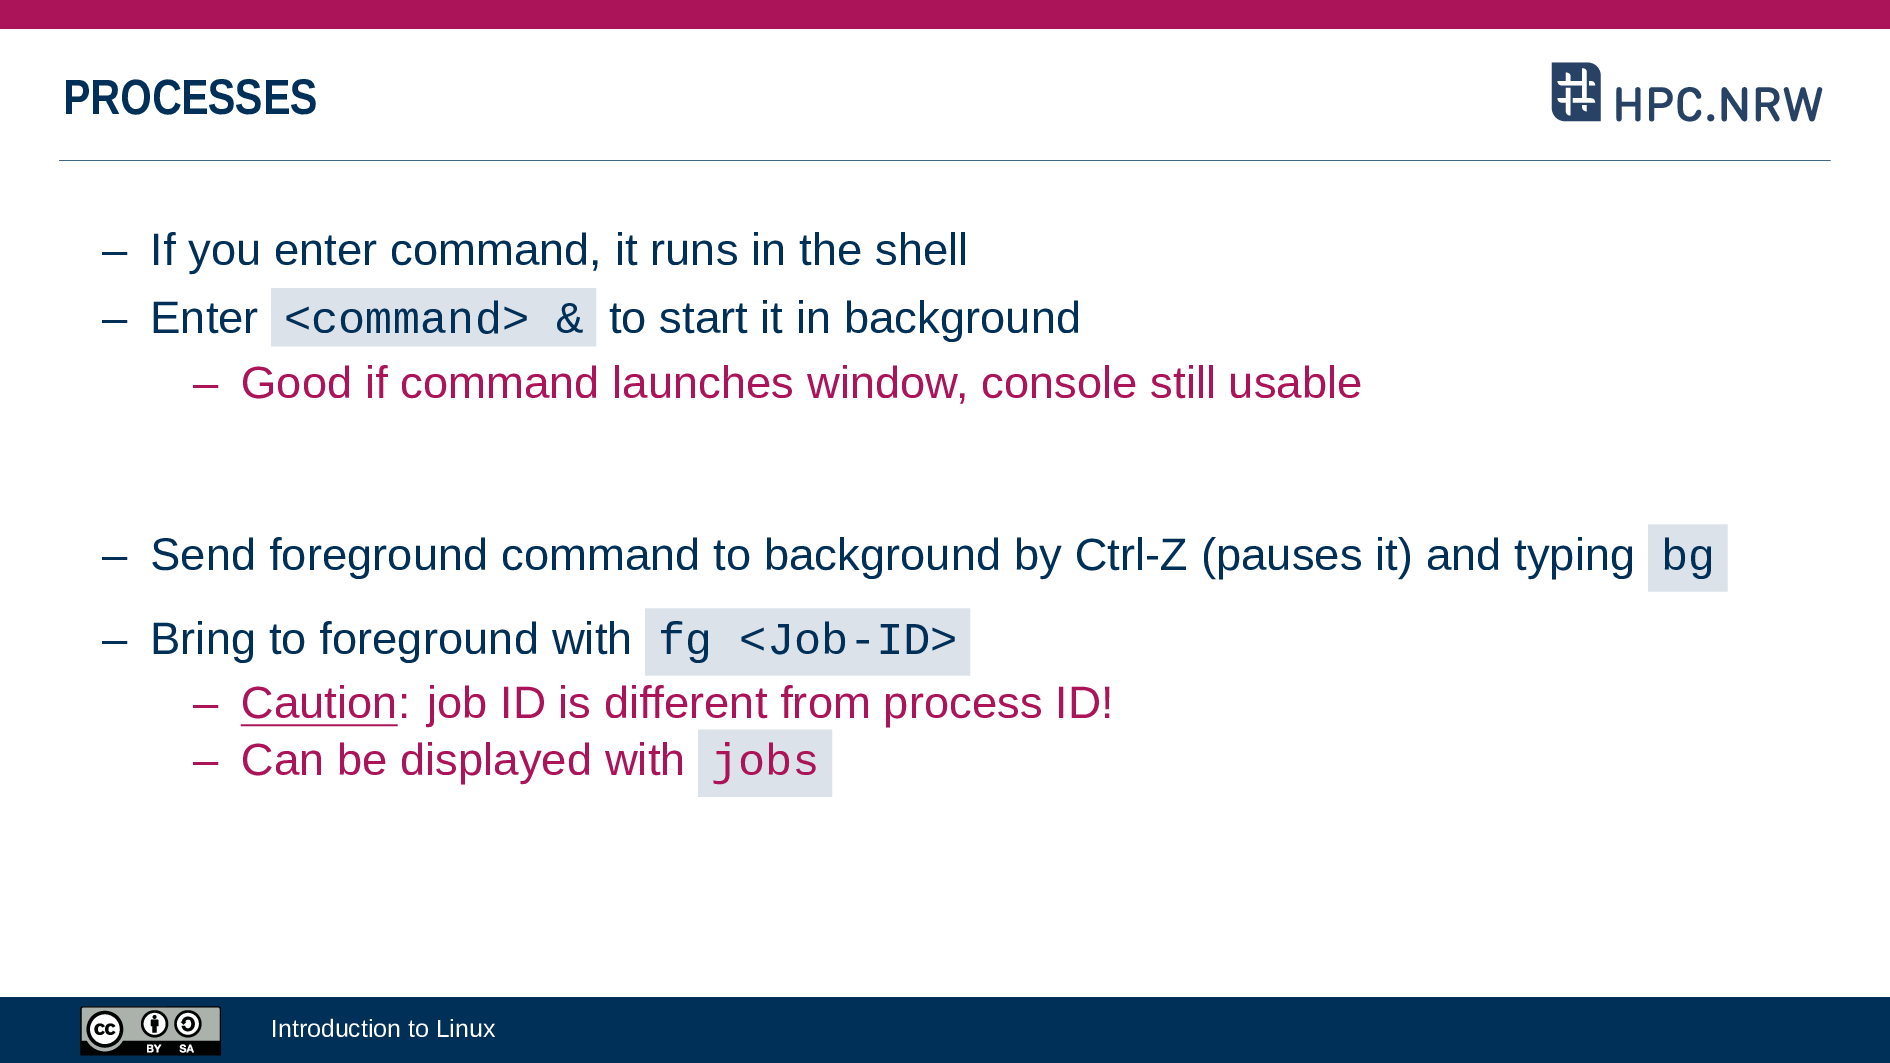 PROCESSES
HPC.NRW
– If you enter command, it runs in the shell
– Enter <command> & to start it in background
– Good if command launches window, console still usable
– Send foreground command to background by Ctrl-Z (pauses it) and typing bg
– Bring to foreground with fg <Job-ID>
– Caution: job ID is different from process ID!
– Can be displayed with jobs
cc BY SA
Introduction to Linux